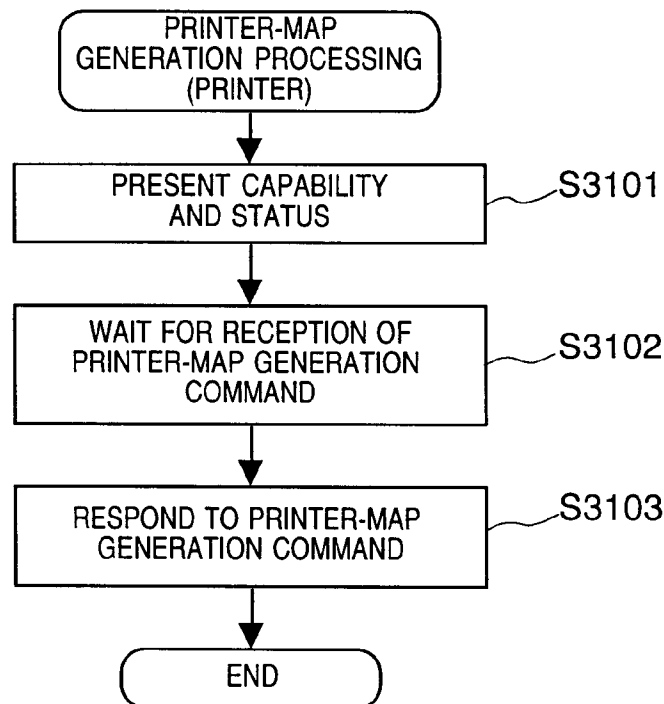 PRINTER-MAP
GENERATION PROCESSING
(PRINTER)
PRESENT CAPABILITY
AND STATUS
S3101
WAIT FOR RECEPTION OF
PRINTER-MAP GENERATION
COMMAND
S3102
RESPOND TO PRINTER-MAP
GENERATION COMMAND
S3103
END